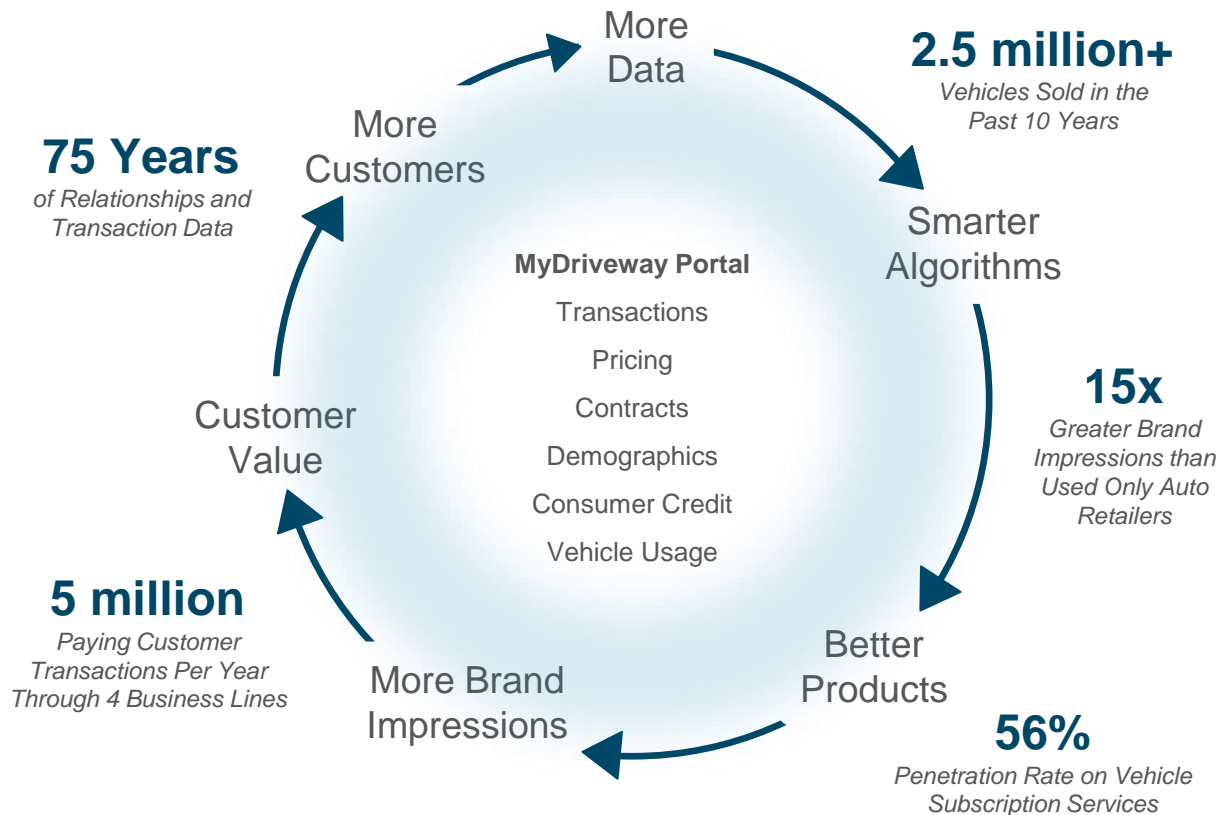 More
Data
2.5 million+
Vehicles Sold in the
Past 10 Years
More
Customers
75 Years
of Relationships and
Transaction Data
Smarter
Algorithms
MyDriveway Portal
Transactions
Pricing
Contracts
Demographics
Consumer Credit
Vehicle Usage
15x
Greater Brand
Impressions than
Used Only Auto
Retailers
Customer
Value
5 million
Paying Customer
Transactions Per Year
Through 4 Business Lines
More Brand
Impressions
Better
Products
56%
Penetration Rate on Vehicle
Subscription Services